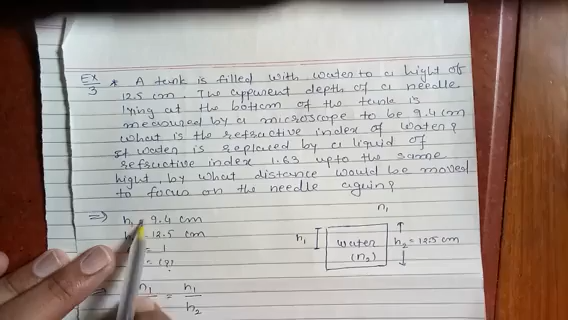 Ex 3 * A tank is filled with water to a hight of
12.5 cm. The apparent depth of a needle
lying at the bottom of the tank is
measured by a microscope to be 9.4 cm
what is the refractive index of water?
If water is replaced by a liquid of
refractive index 1.63 upto the same
hight, by what distance would be moved
to focus on the needle again?
⇒ h₁ = 9.4 cm
12.5 cm
= 1
= (?)
n₁ = h₁
h₂
n₁
h₁
water
(n₂)
h₂ = 12.5 cm